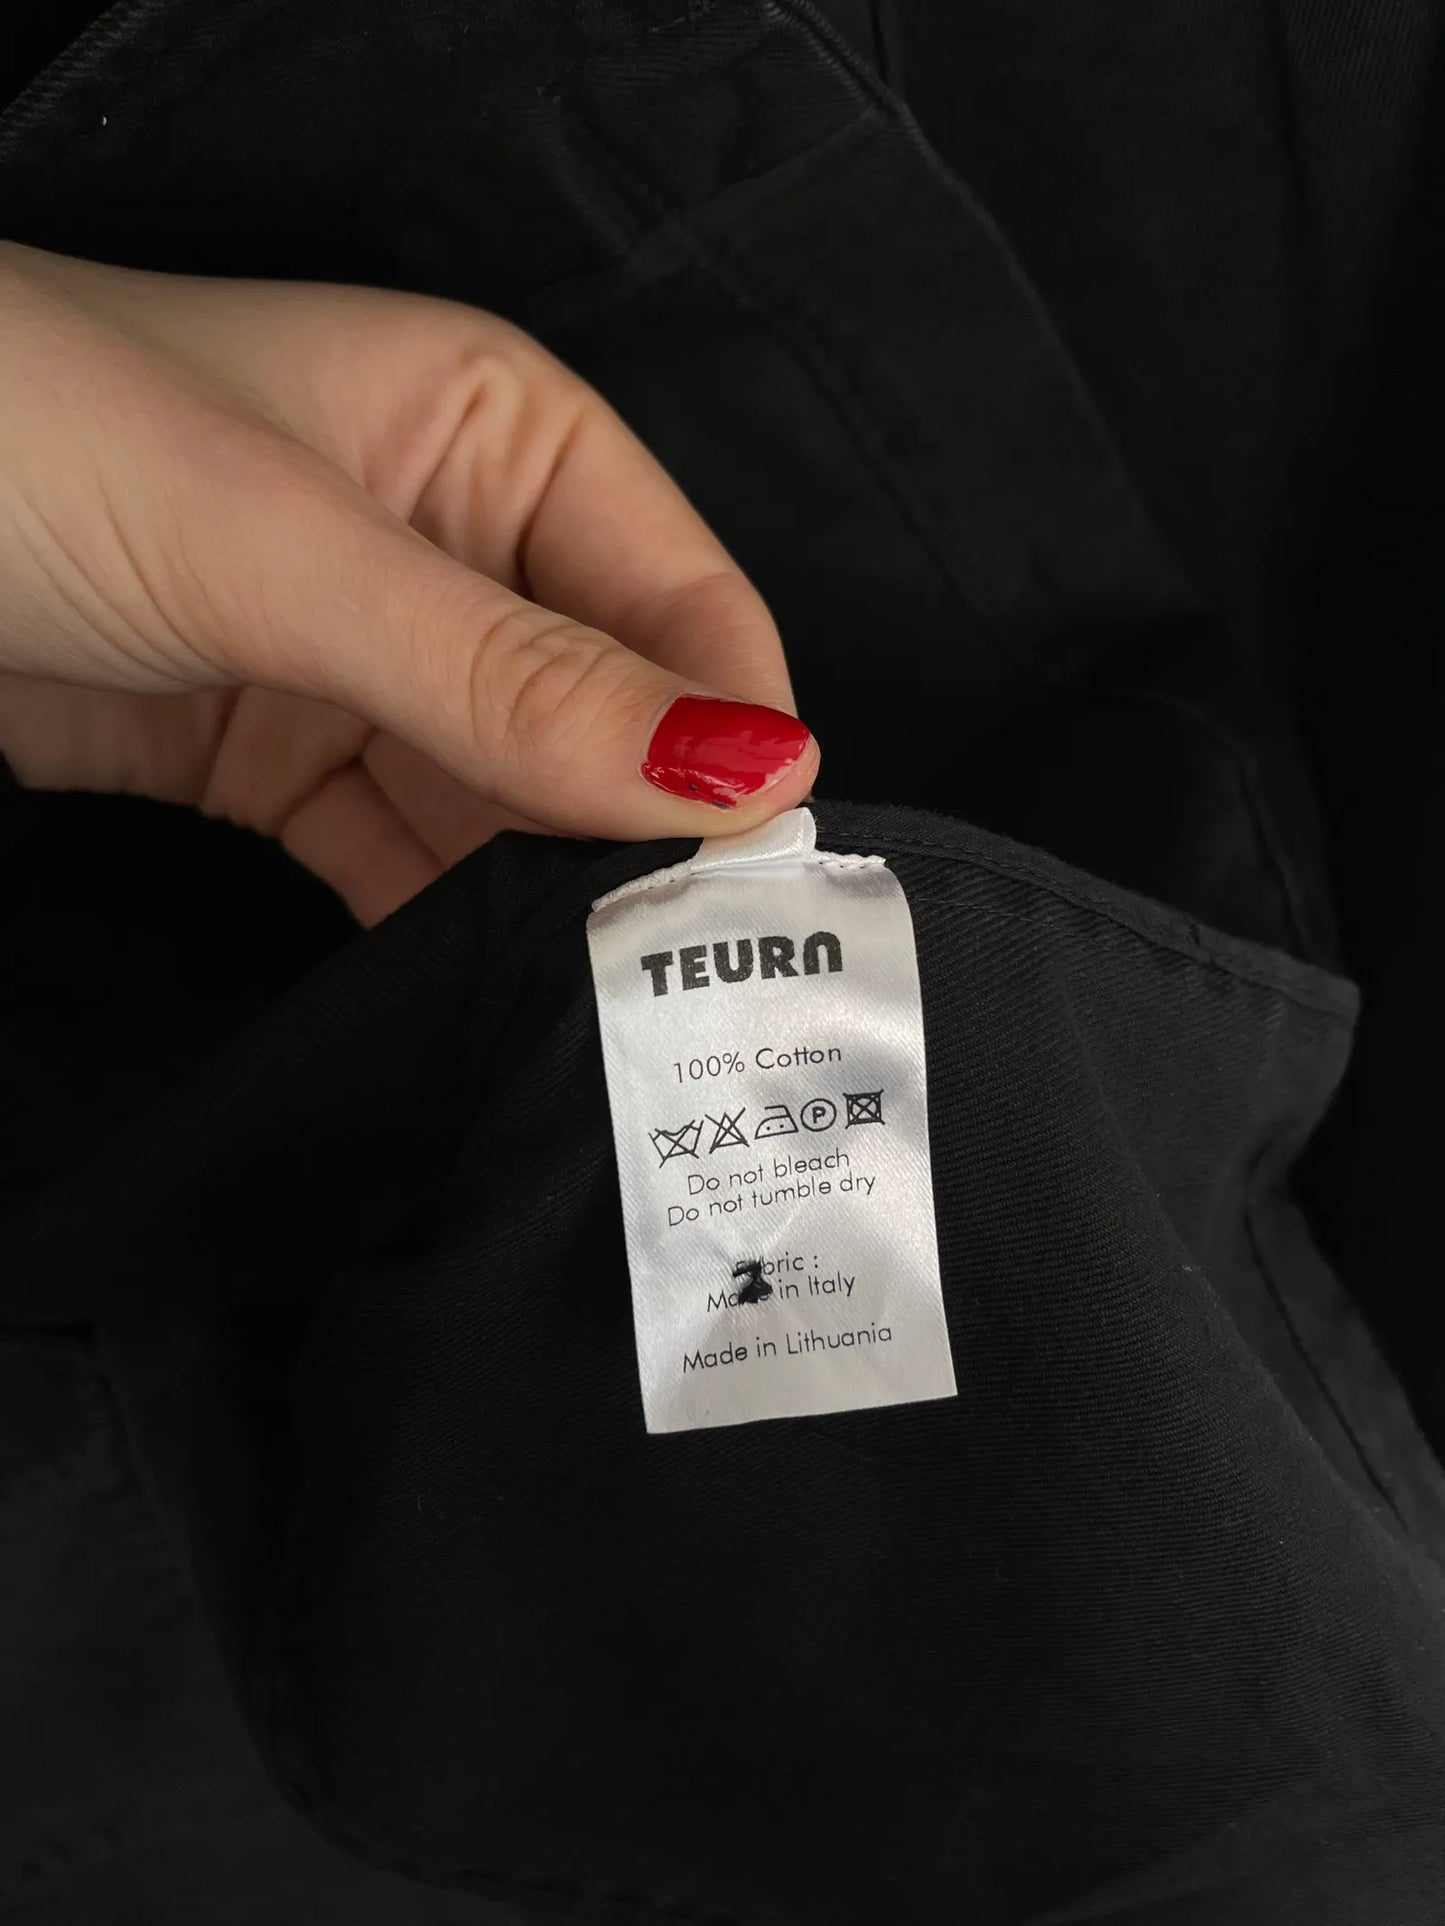 TEURN
100% Cotton
P
Do not bleach
Do not tumble dry
:
in Italy
Made in Lithuania